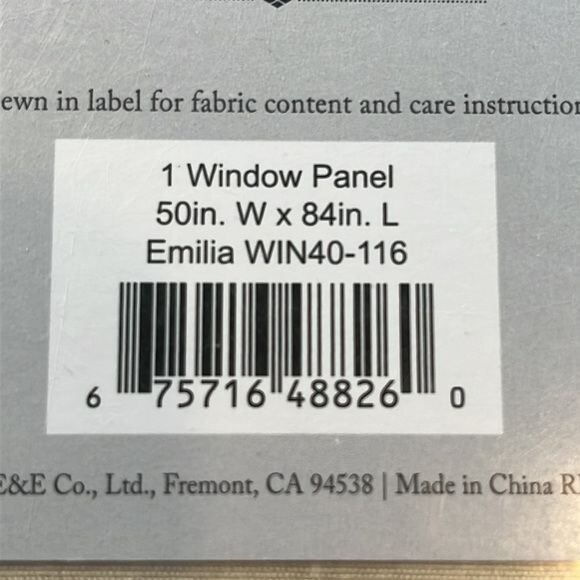 ewn in label for fabric content and care instruction
1 Window Panel
50in. W x 84in. L
Emilia WIN40-116
6 75716 48826 0
E&E Co., Ltd., Fremont, CA 94538 | Made in China R